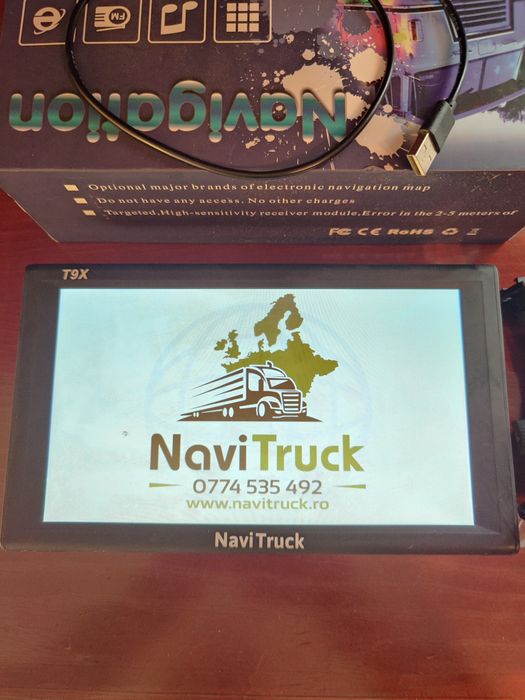 FM
Navigation
Optional major brands of electronic navigation map
Do not have any access. No other charges
Targeted,High-sensitivity receiver module,Error in the 2-5 meters of
FC CE RoHS
T9X
NaviTruck
0774 535 492
www.navitruck.ro
NaviTruck